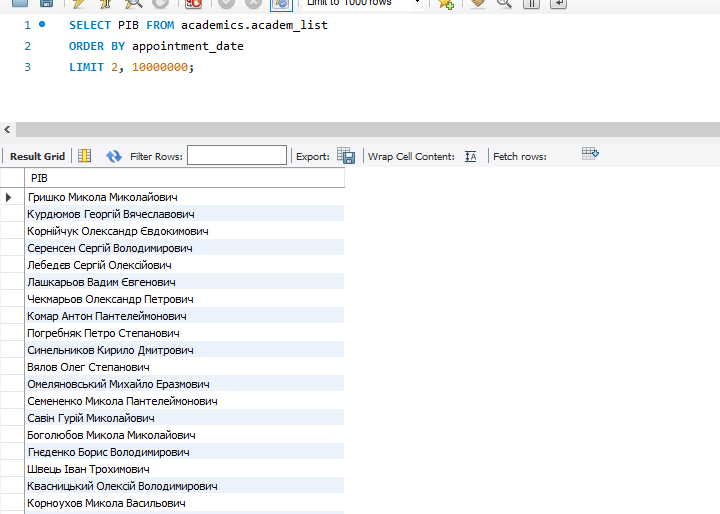 Limit to 1000 rows
1 SELECT PIB FROM academics.academ_list
2 ORDER BY appointment_date
3 LIMIT 2, 10000000;
Result Grid Filter Rows: Export: Wrap Cell Content: Fetch rows:
PIB
Гришко Микола Миколайович
Курдюмов Георгій Вячеславович
Корнійчук Олександр Євдокимович
Серенсен Сергій Володимирович
Лебедєв Сергій Олексійович
Лашкарьов Вадим Євгенович
Чекмарьов Олександр Петрович
Комар Антон Пантелеймонович
Погребняк Петро Степанович
Синельников Кирило Дмитрович
Вялов Олег Степанович
Омеляновський Михайло Еразмович
Семененко Микола Пантелеймонович
Савін Гурій Миколайович
Боголюбов Микола Миколайович
Гнєденко Борис Володимирович
Швець Іван Трохимович
Квасницький Олексій Володимирович
Корноухов Микола Васильович